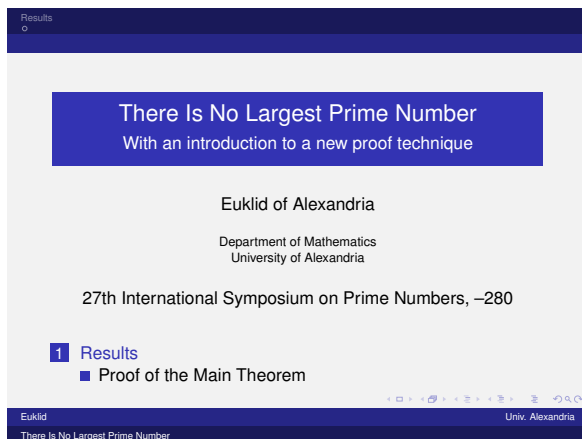 Results
There Is No Largest Prime Number
With an introduction to a new proof technique
Euklid of Alexandria
Department of Mathematics
University of Alexandria
27th International Symposium on Prime Numbers, –280
1 Results
Proof of the Main Theorem
Euklid Univ. Alexandria
There Is No Largest Prime Number